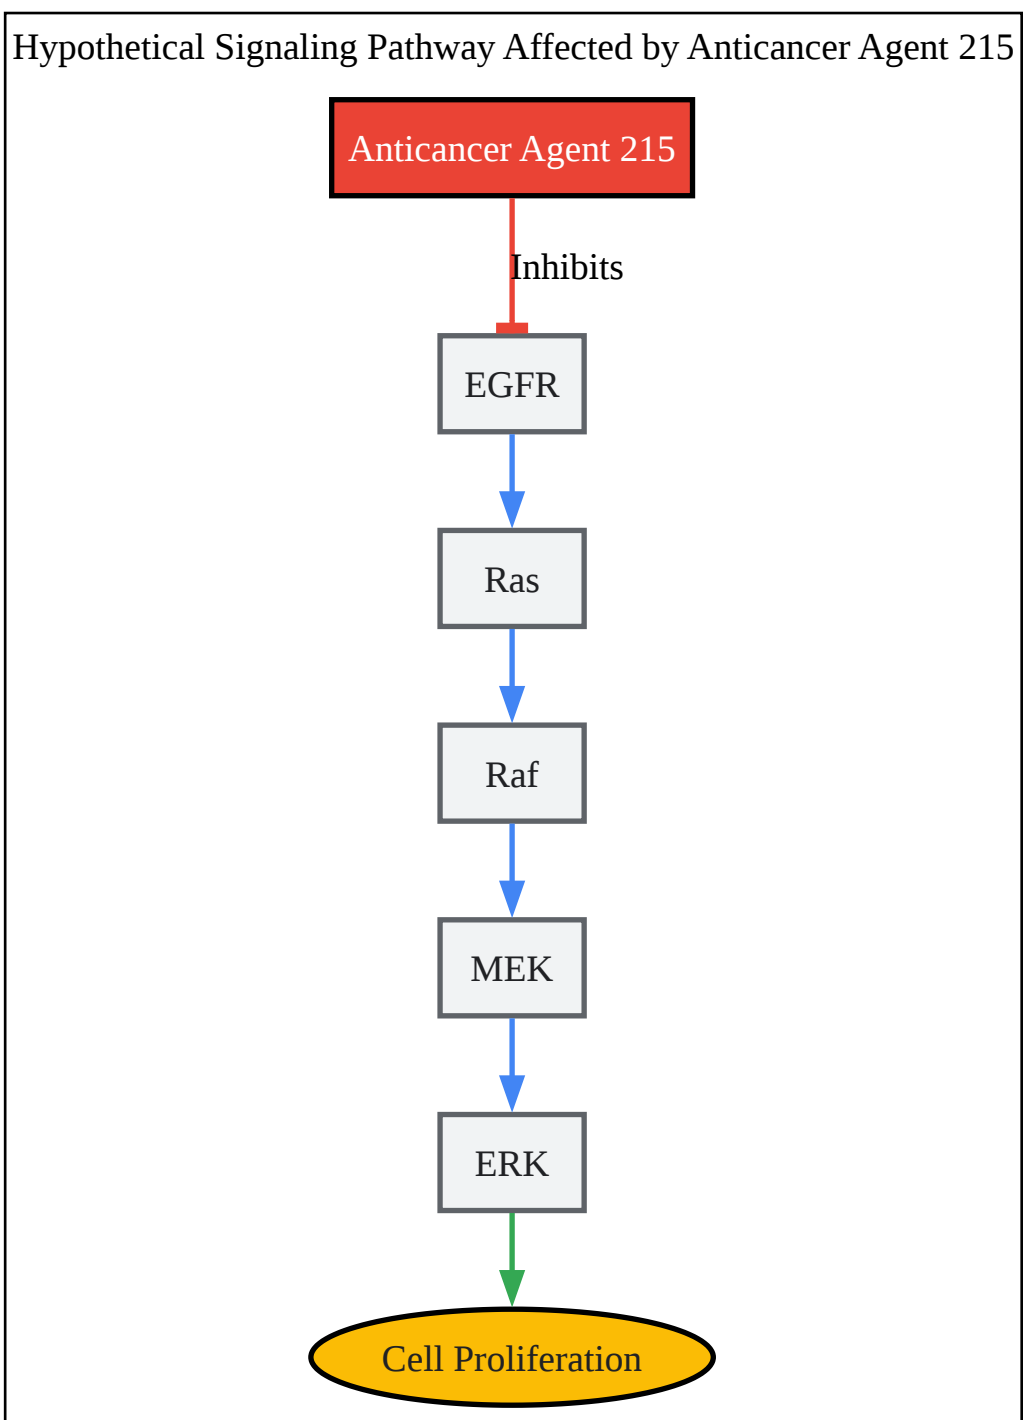 Hypothetical Signaling Pathway Affected by Anticancer Agent 215
Anticancer Agent 215
Inhibits
EGFR
Ras
Raf
MEK
ERK
Cell Proliferation